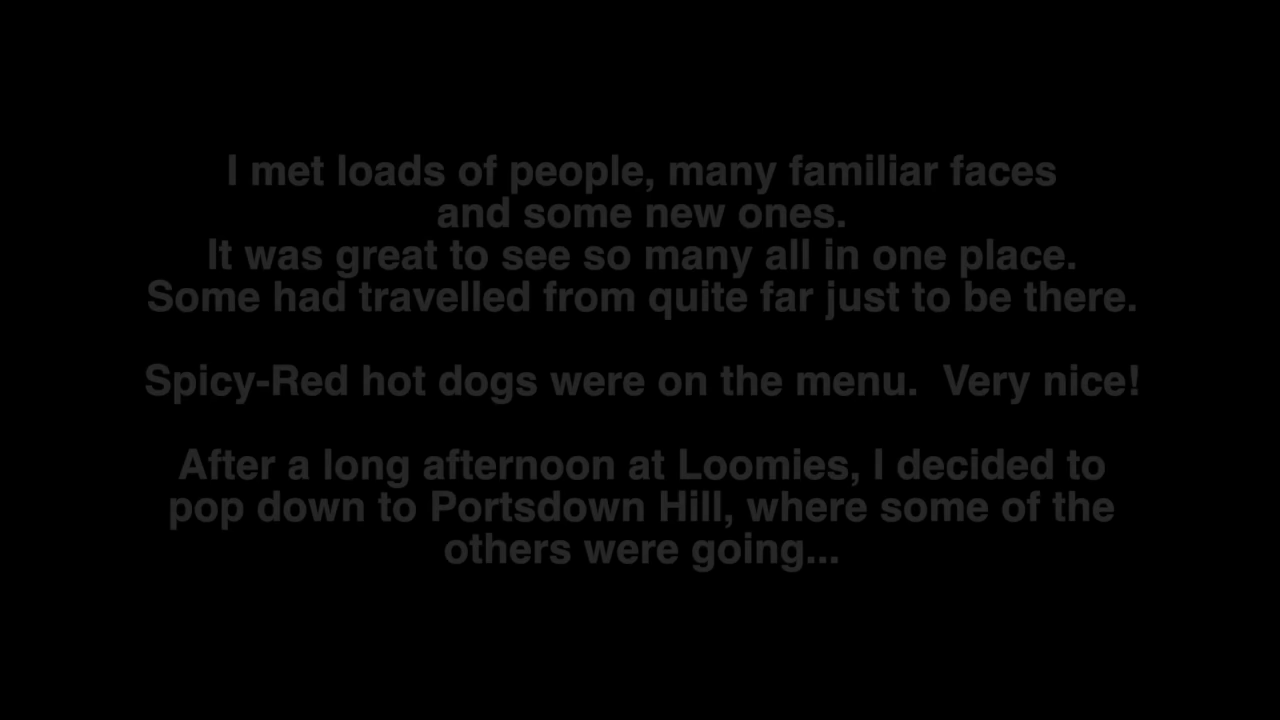 I met loads of people, many familiar faces
and some new ones.
It was great to see so many all in one place.
Some had travelled from quite far just to be there.
Spicy-Red hot dogs were on the menu.  Very nice!
After a long afternoon at Loomies, I decided to
pop down to Portsdown Hill, where some of the
others were going...